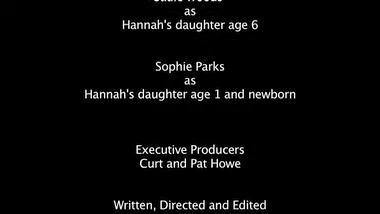 as
Hannah's daughter age 6
Sophie Parks
as
Hannah's daughter age 1 and newborn
Executive Producers
Curt and Pat Howe
Written, Directed and Edited